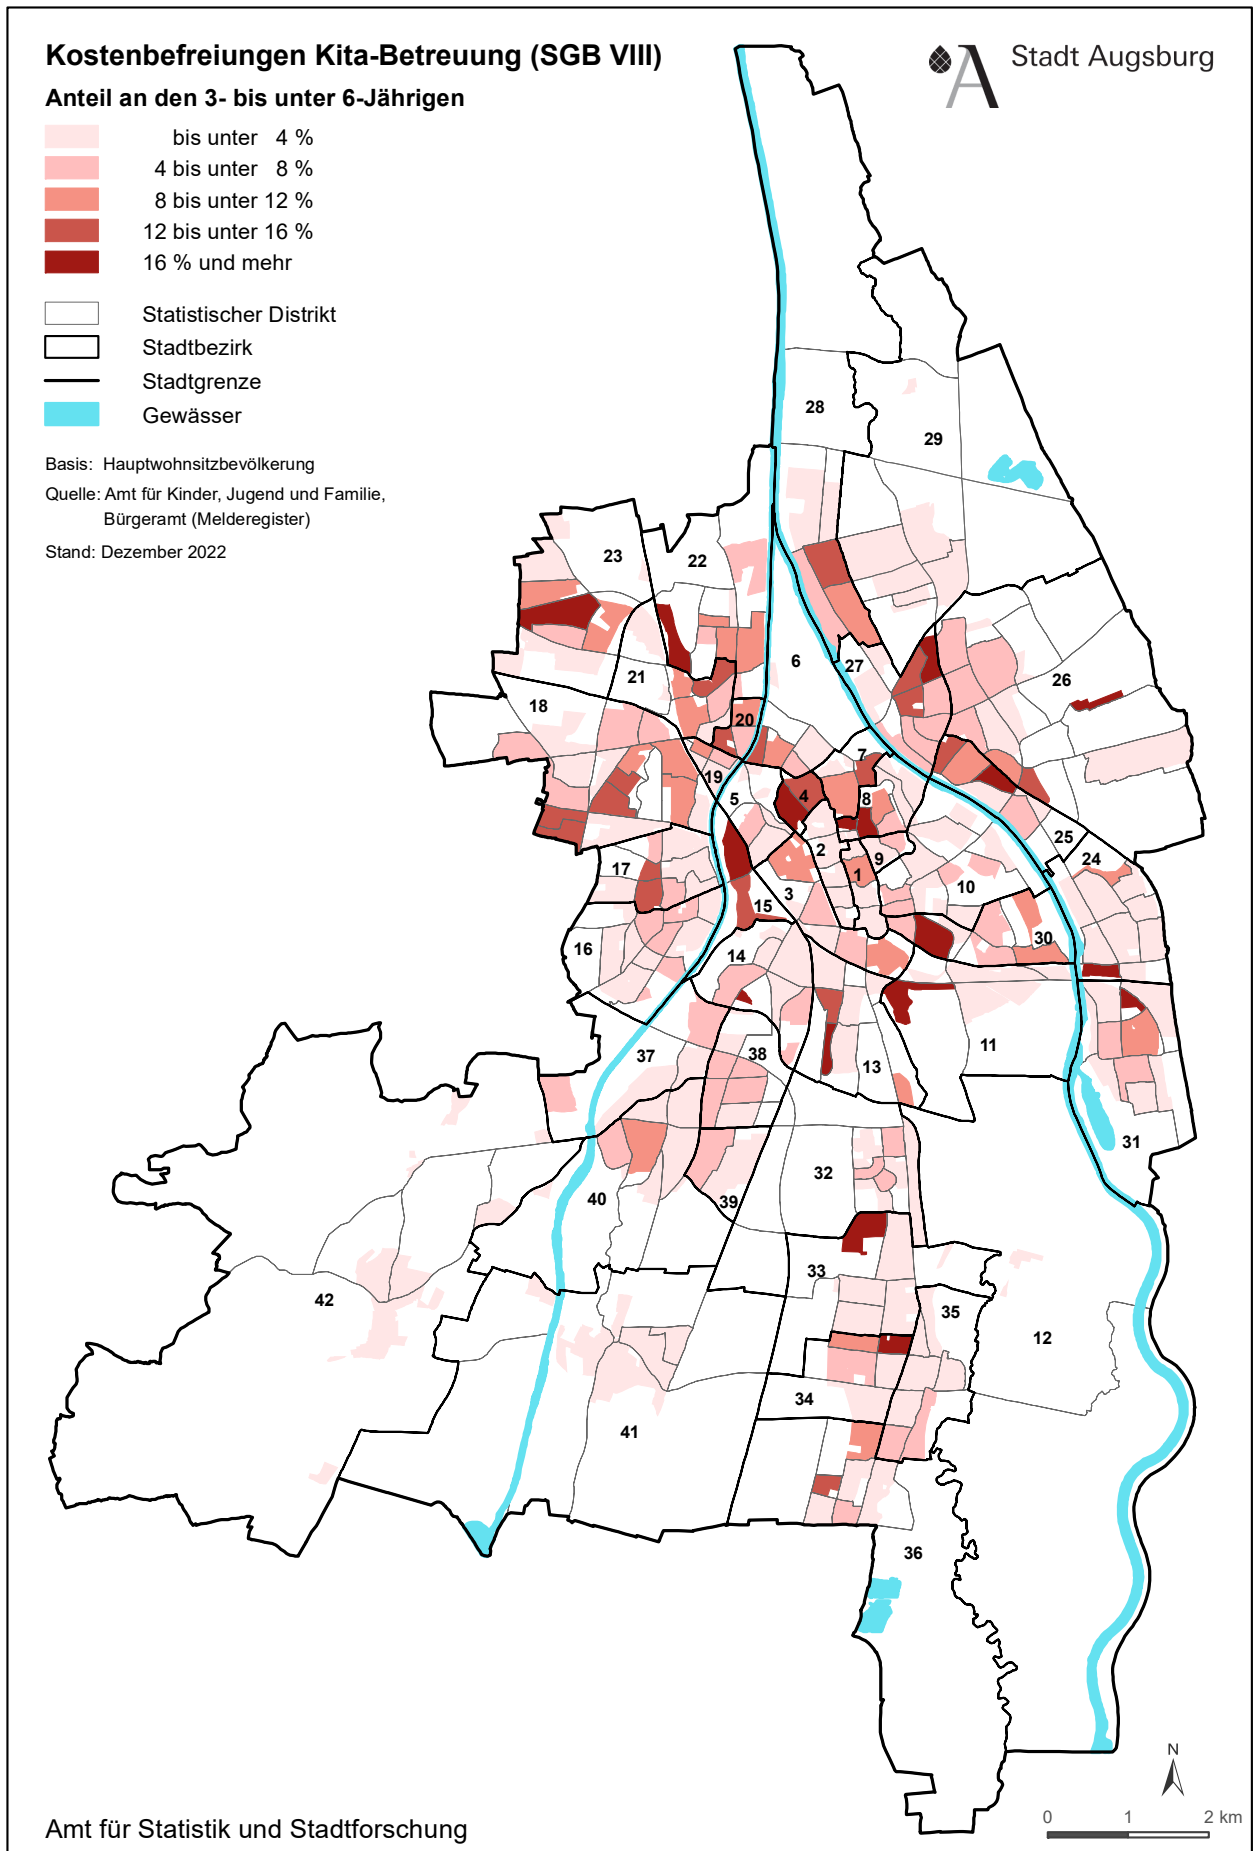 Kostenbefreiungen Kita-Betreuung (SGB VIII)
Stadt Augsburg
Anteil an den 3- bis unter 6-Jährigen
bis unter 4 %
4 bis unter 8 %
8 bis unter 12 %
12 bis unter 16 %
16 % und mehr
Statistischer Distrikt
Stadtbezirk
Stadtgrenze
Gewässer
Basis: Hauptwohnsitzbevölkerung
Quelle: Amt für Kinder, Jugend und Familie,
Bürgeramt (Melderegister)
Stand: Dezember 2022
28
29
23
22
6
27
21
26
18
20
7
19
5
4
8
25
2
9
24
17
1
10
3
15
30
16
14
11
37
38
13
31
32
40
39
33
42
35
12
34
41
36
N
0 1 2 km
Amt für Statistik und Stadtforschung